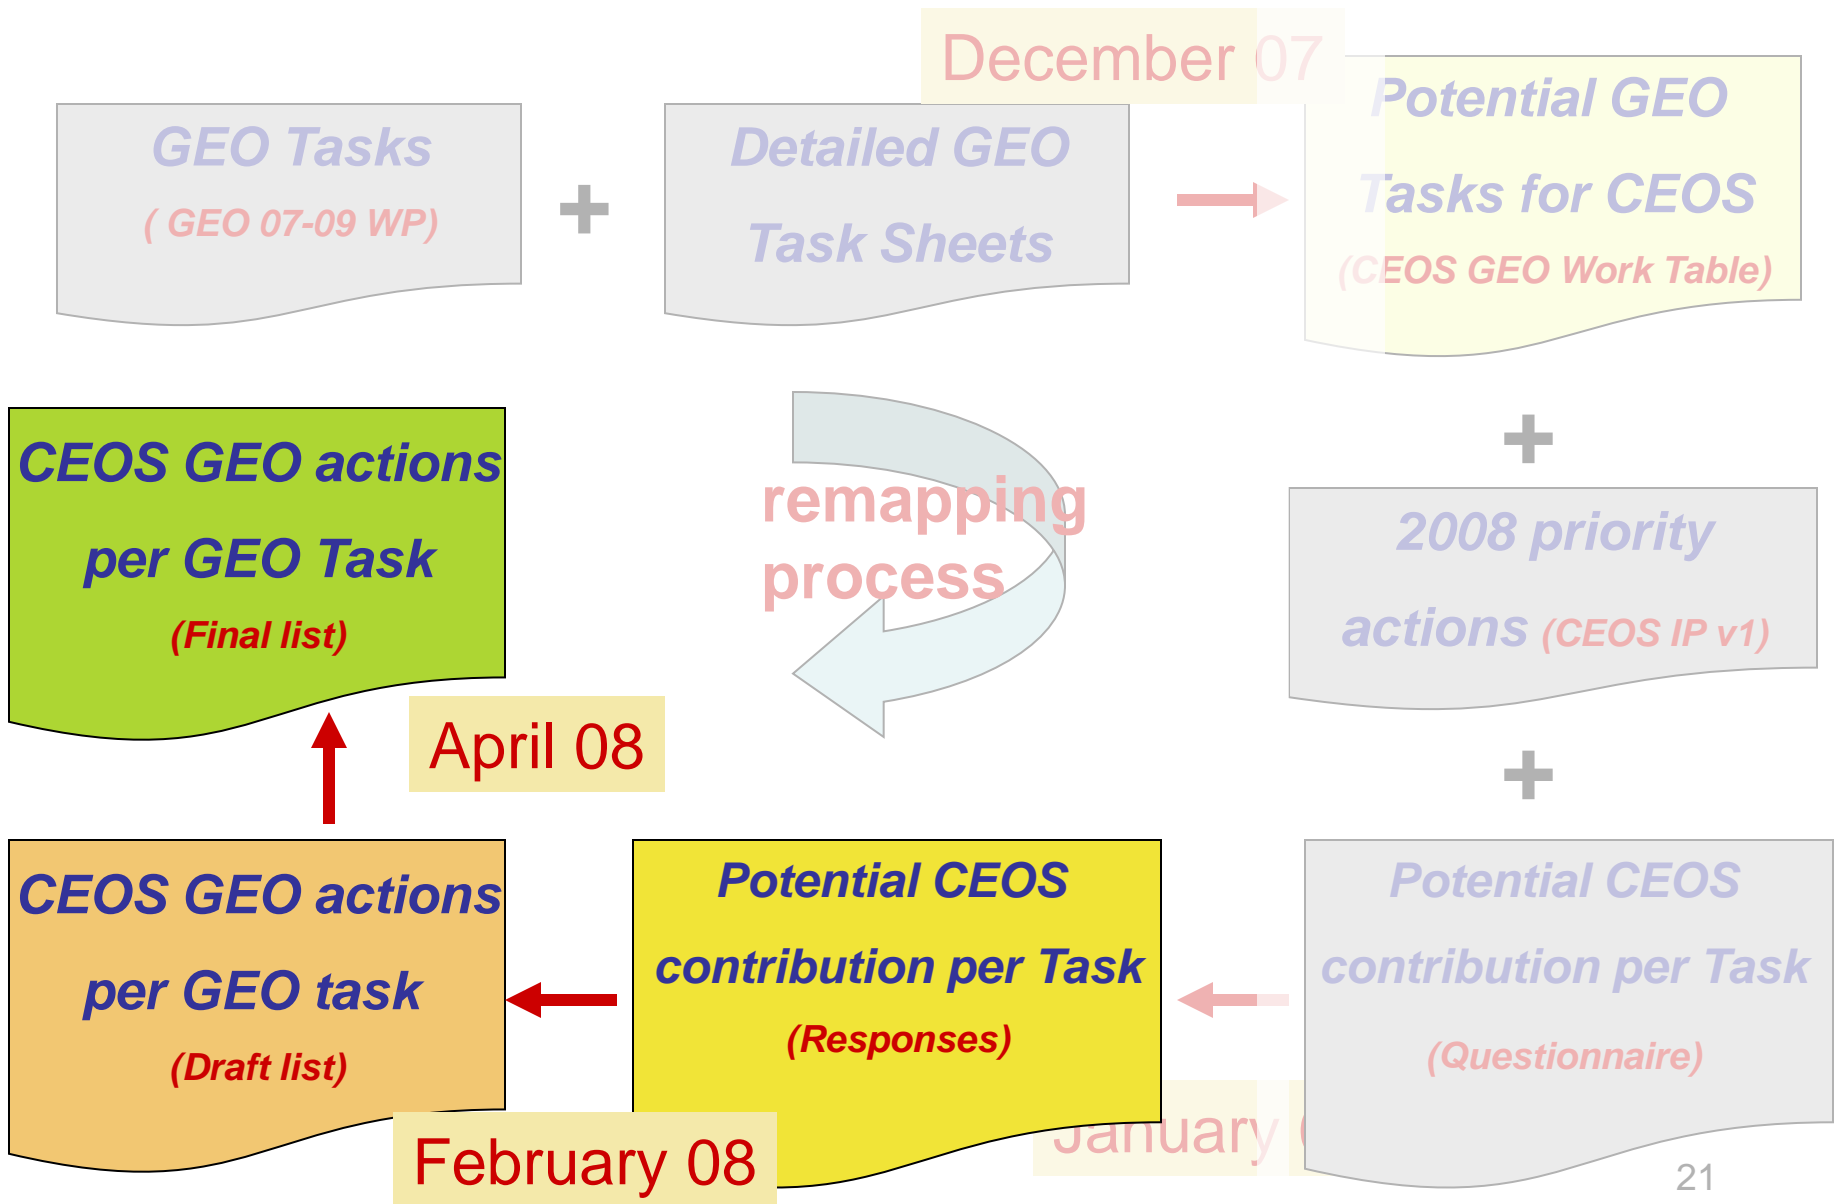 December 07
GEO Tasks
( GEO 07-09 WP)
Detailed GEO
Task Sheets
Potential GEO
Tasks for CEOS
(CEOS GEO Work Table)
CEOS GEO actions
per GEO Task
(Final list)
remapping
process
2008 priority
actions (CEOS IP v1)
April 08
CEOS GEO actions
per GEO task
(Draft list)
Potential CEOS
contribution per Task
(Responses)
Potential CEOS
contribution per Task
(Questionnaire)
February 08
January
21